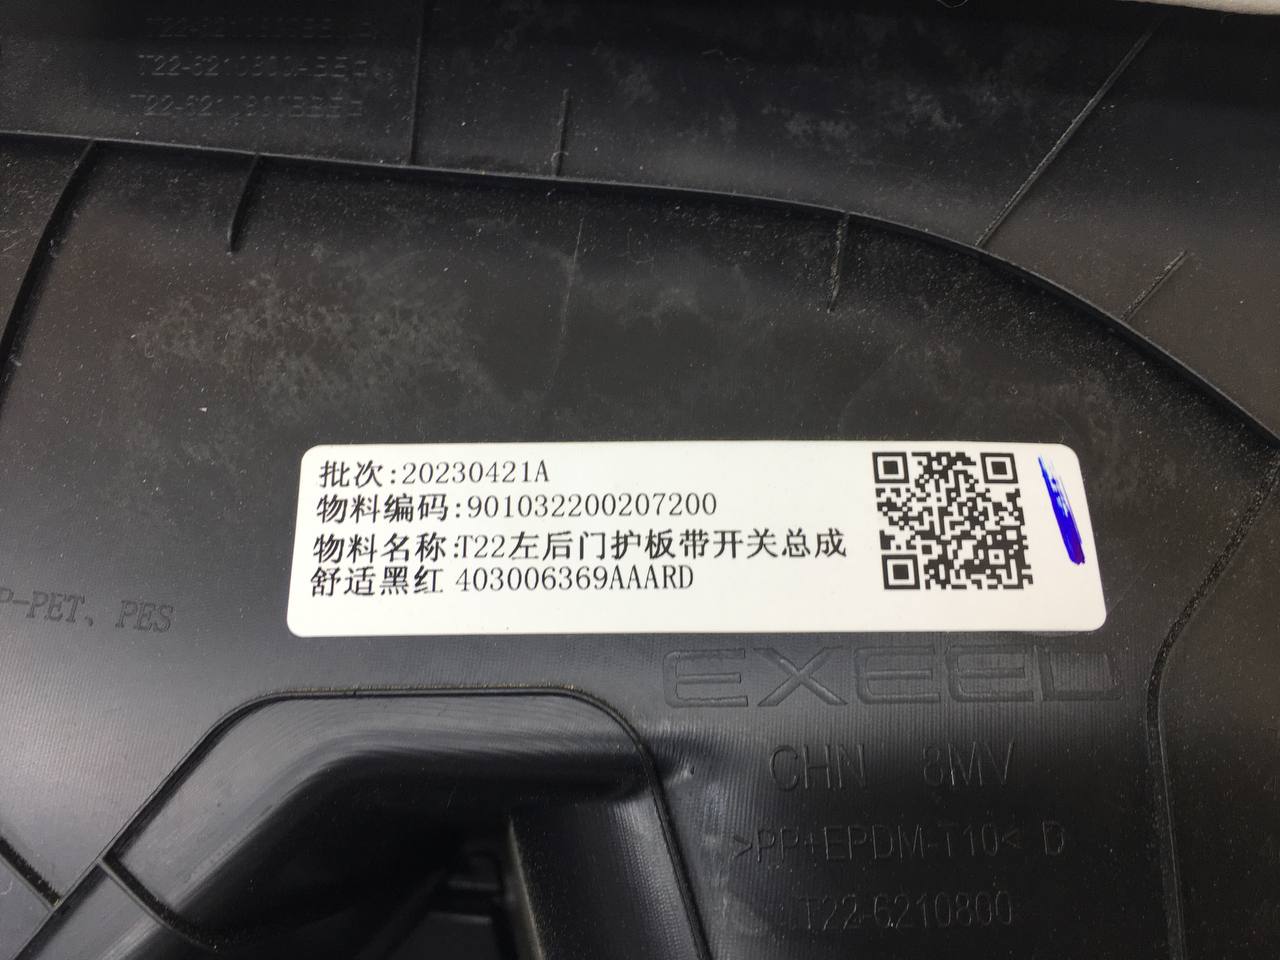 批次:20230421A
物料编码:901032200207200
物料名称:T22左后门护板带开关总成
舒适黑红 403006369AAARD
P-PET、PES
EXEED
CHN 8MV
>PP+EPDM-T10< D
T22-6210800